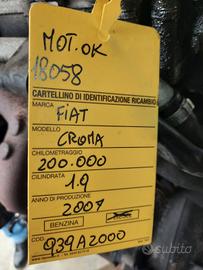 MOT. OK
18058
CARTELLINO DI IDENTIFICAZIONE RICAMBIO
MARCA
FIAT
MODELLO
CROMA
CHILOMETRAGGIO
200.000
CILINDRATA
1.9
ANNO DI PRODUZIONE
2007
BENZINA
COD.
939A2000
subito